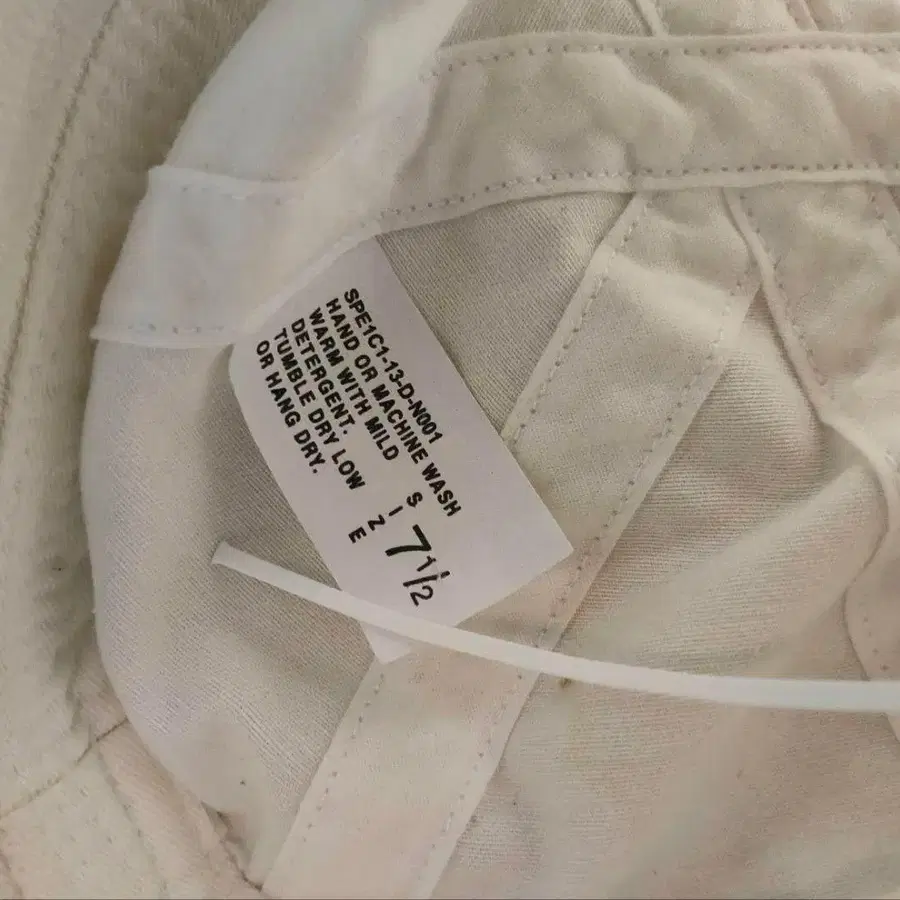 SPE1C1-13-D-N001
HAND OR MACHINE WASH
WARM WITH MILD
DETERGENT.
TUMBLE DRY LOW
OR HANG DRY.
SIZE 7 1/2